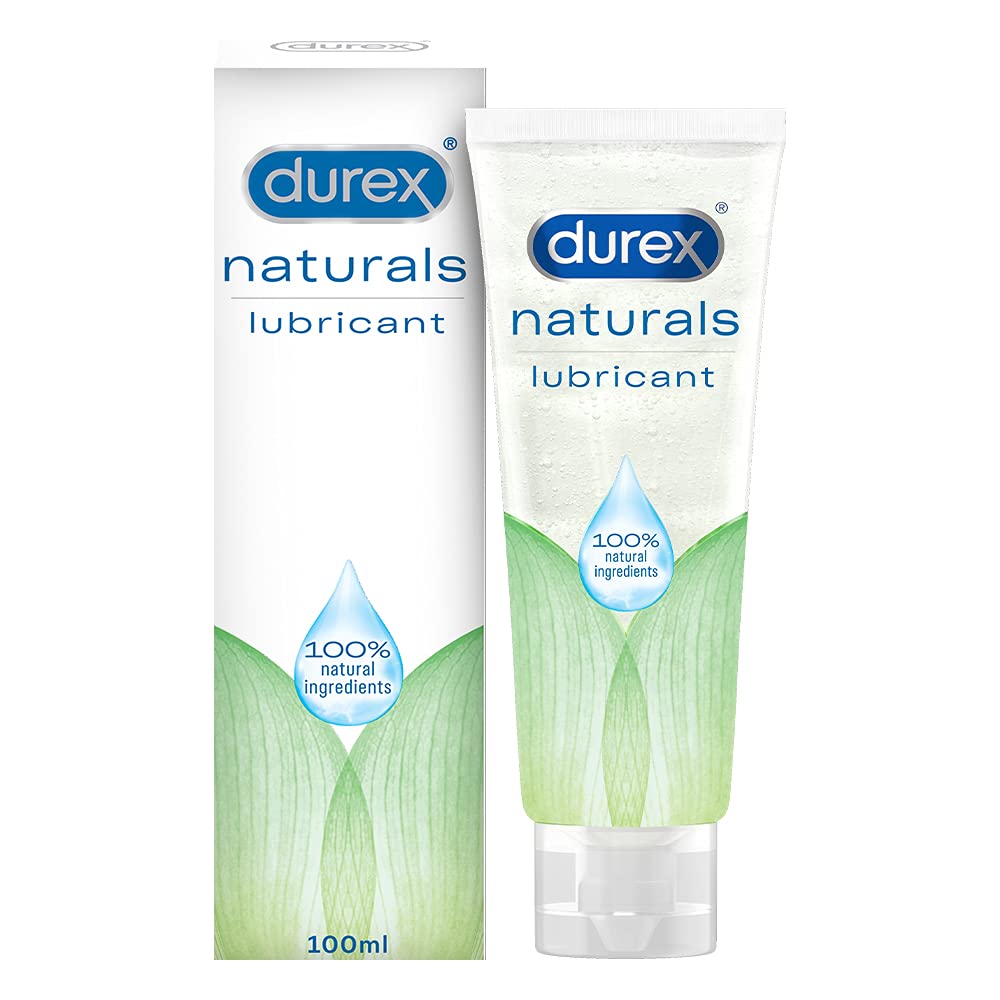 durex
durex®
naturals
lubricant
100%
natural
ingredients
100ml
durex®
naturals
lubricant
100%
natural
ingredients